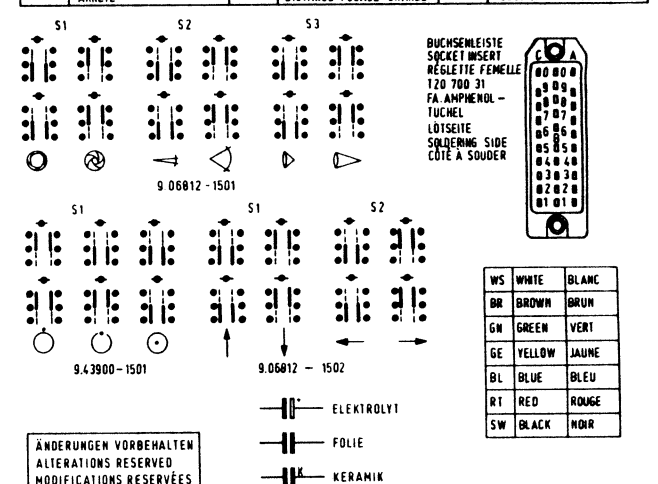 S1 S2 S3
9.06812-1501
S1 S1 S2
9.43900-1501
9.06812 - 1502
BUCHSENLEISTE
SOCKET INSERT
RÉGLETTE FEMELLE
T20 700 31
FA. AMPHENOL -
TUCHEL
LÖTSEITE
SOLDERING SIDE
CÔTÉ À SOUDER
C A
WS WHITE BLANC
BR BROWN BRUN
GN GREEN VERT
GE YELLOW JAUNE
BL BLUE BLEU
RT RED ROUGE
SW BLACK NOIR
ELEKTROLYT
FOLIE
K KERAMIK
ÄNDERUNGEN VORBEHALTEN
ALTERATIONS RESERVED
MODIFICATIONS RESERVÉES